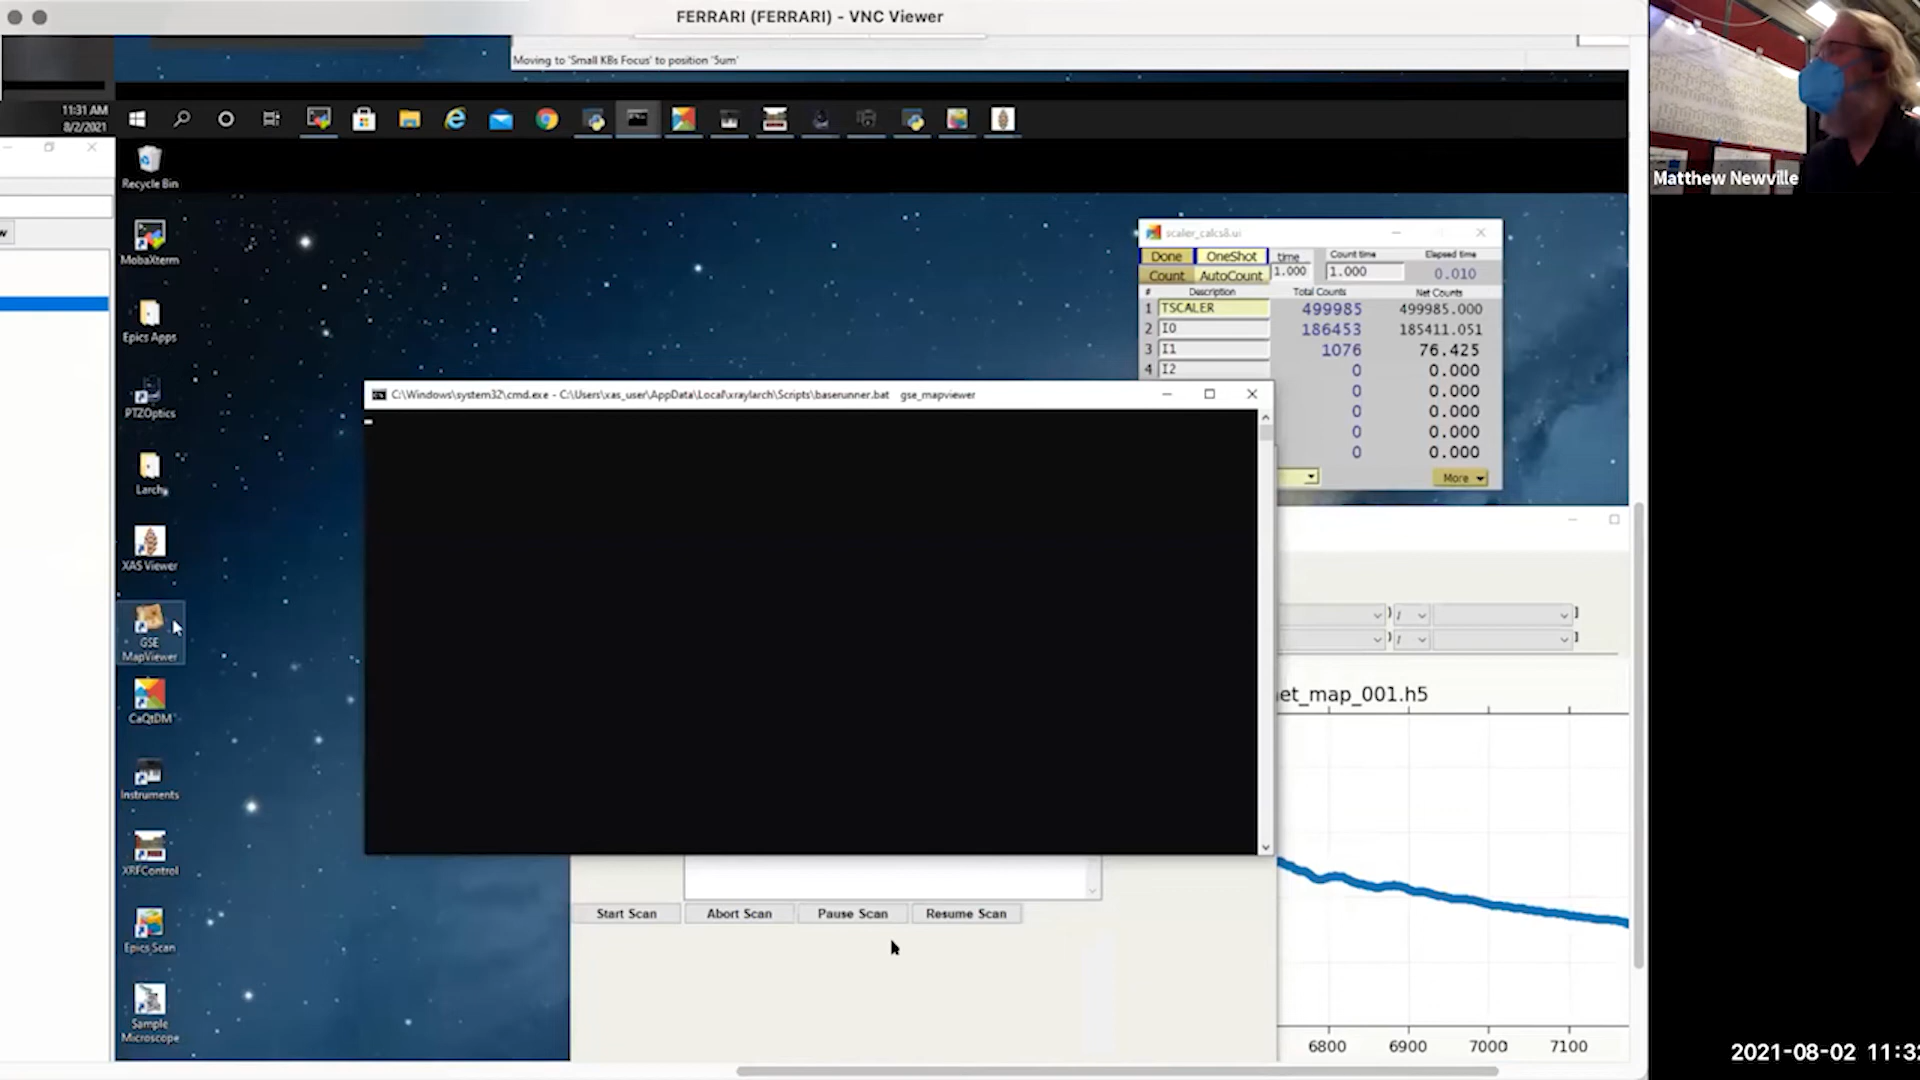 FERRARI (FERRARI) - VNC Viewer
Moving to 'Small KBs Focus' to position 'Sum'
11:31 AM
8/2/2021
Matthew Newville
Recycle Bin
MobaXterm
Epics Apps
PTZOptics
Larch
XAS Viewer
GSE
MapViewer
CaQtDM
Instruments
XRFControl
Epics Scan
Sample
Microscope
scaler_calcs8.ui
Done OneShot time Count time Elapsed time
Count AutoCount 1.000 1.000 0.010
# Description Total Counts Net Counts
1 TSCALER 499985 499985.000
2 I0 186453 185411.051
3 I1 1076 76.425
4 I2 0 0.000
0 0.000
0 0.000
0 0.000
0 0.000
More
C:\Windows\system32\cmd.exe - C:\Users\xas_user\AppData\Local\xraylarch\Scripts\baserunner.bat gse_mapviewer
) / ]
) / ]
et_map_001.h5
Start Scan Abort Scan Pause Scan Resume Scan
6800 6900 7000 7100
2021-08-02 11:32